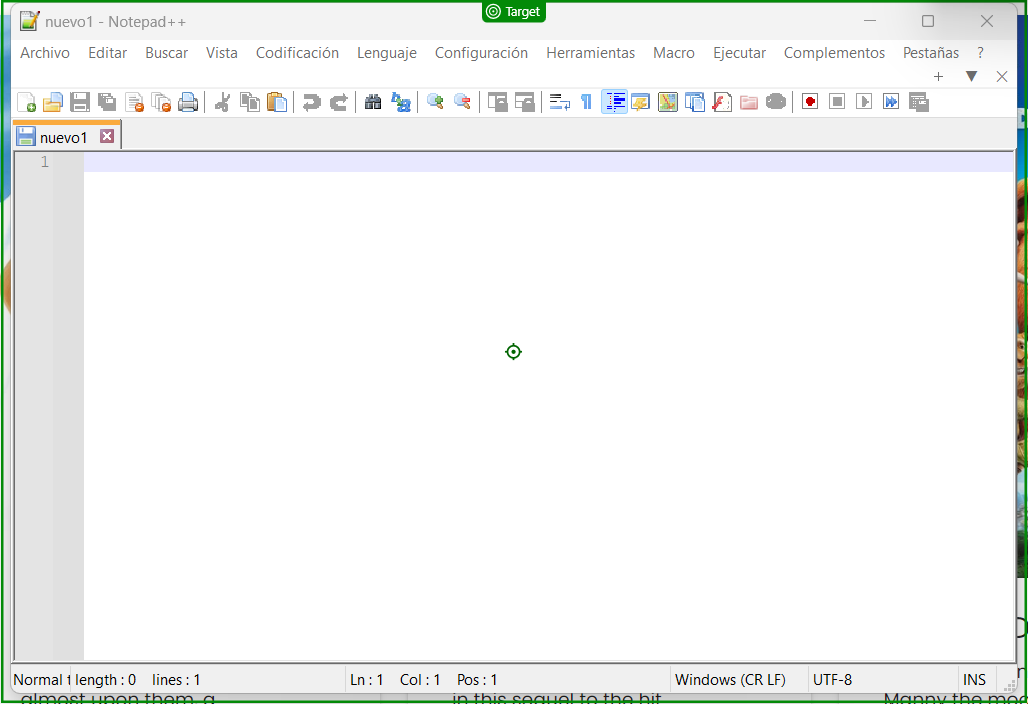 Target
nuevo1 - Notepad++
Archivo Editar Buscar Vista Codificación Lenguaje Configuración Herramientas Macro Ejecutar Complementos Pestañas ?
nuevo1
1
Normal t length : 0 lines : 1 Ln : 1 Col : 1 Pos : 1 Windows (CR LF) UTF-8 INS
almost upon them, a in this sequel to the hit Manny the moo